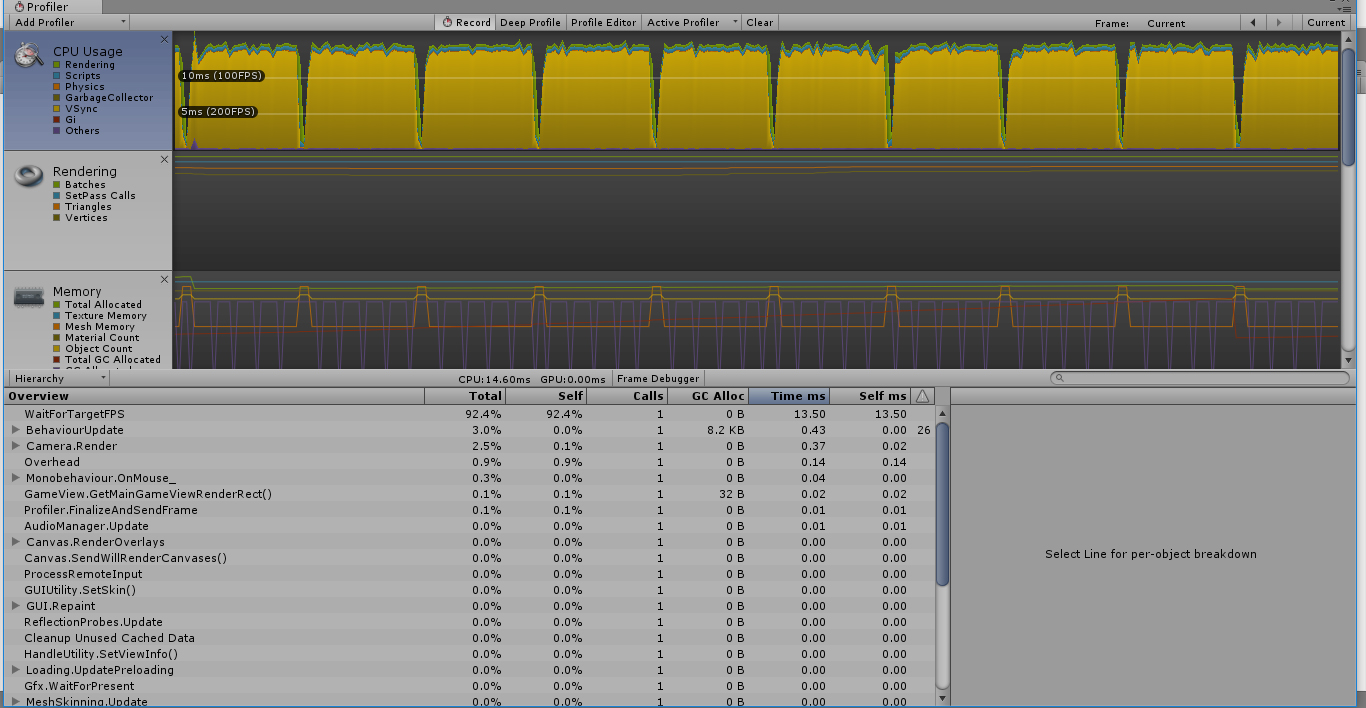 Profiler
Add Profiler Record Deep Profile Profile Editor Active Profiler Clear Frame: Current Current
CPU Usage
Rendering
Scripts
Physics
GarbageCollector
VSync
Gi
Others
10ms (100FPS)
5ms (200FPS)
Rendering
Batches
SetPass Calls
Triangles
Vertices
Memory
Total Allocated
Texture Memory
Mesh Memory
Material Count
Object Count
Total GC Allocated
Hierarchy CPU:14.60ms GPU:0.00ms Frame Debugger
Overview Total Self Calls GC Alloc Time ms Self ms
WaitForTargetFPS 92.4% 92.4% 1 0 B 13.50 13.50
BehaviourUpdate 3.0% 0.0% 1 8.2 KB 0.43 0.00 26
Camera.Render 2.5% 0.1% 1 0 B 0.37 0.02
Overhead 0.9% 0.9% 1 0 B 0.14 0.14
Monobehaviour.OnMouse_ 0.3% 0.0% 1 0 B 0.04 0.00
GameView.GetMainGameViewRenderRect() 0.1% 0.1% 1 32 B 0.02 0.02
Profiler.FinalizeAndSendFrame 0.1% 0.1% 1 0 B 0.01 0.01
AudioManager.Update 0.0% 0.0% 1 0 B 0.01 0.01
Canvas.RenderOverlays 0.0% 0.0% 1 0 B 0.00 0.00
Canvas.SendWillRenderCanvases() 0.0% 0.0% 1 0 B 0.00 0.00
ProcessRemoteInput 0.0% 0.0% 1 0 B 0.00 0.00
GUIUtility.SetSkin() 0.0% 0.0% 1 0 B 0.00 0.00
GUI.Repaint 0.0% 0.0% 1 0 B 0.00 0.00
ReflectionProbes.Update 0.0% 0.0% 1 0 B 0.00 0.00
Cleanup Unused Cached Data 0.0% 0.0% 1 0 B 0.00 0.00
HandleUtility.SetViewInfo() 0.0% 0.0% 1 0 B 0.00 0.00
Loading.UpdatePreloading 0.0% 0.0% 1 0 B 0.00 0.00
Gfx.WaitForPresent 0.0% 0.0% 1 0 B 0.00 0.00
MeshSkinning.Update 0.0% 0.0% 1 0 B 0.00 0.00
Select Line for per-object breakdown